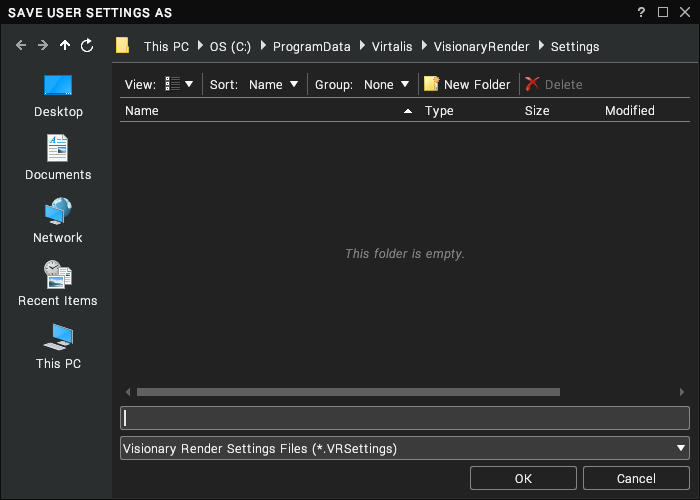 SAVE USER SETTINGS AS ?
This PC OS (C:) ProgramData Virtalis VisionaryRender Settings
Desktop
Documents
Network
Recent Items
This PC
View: Sort: Name Group: None New Folder Delete
Name Type Size Modified
This folder is empty.
Visionary Render Settings Files (*.VRSettings)
OK Cancel